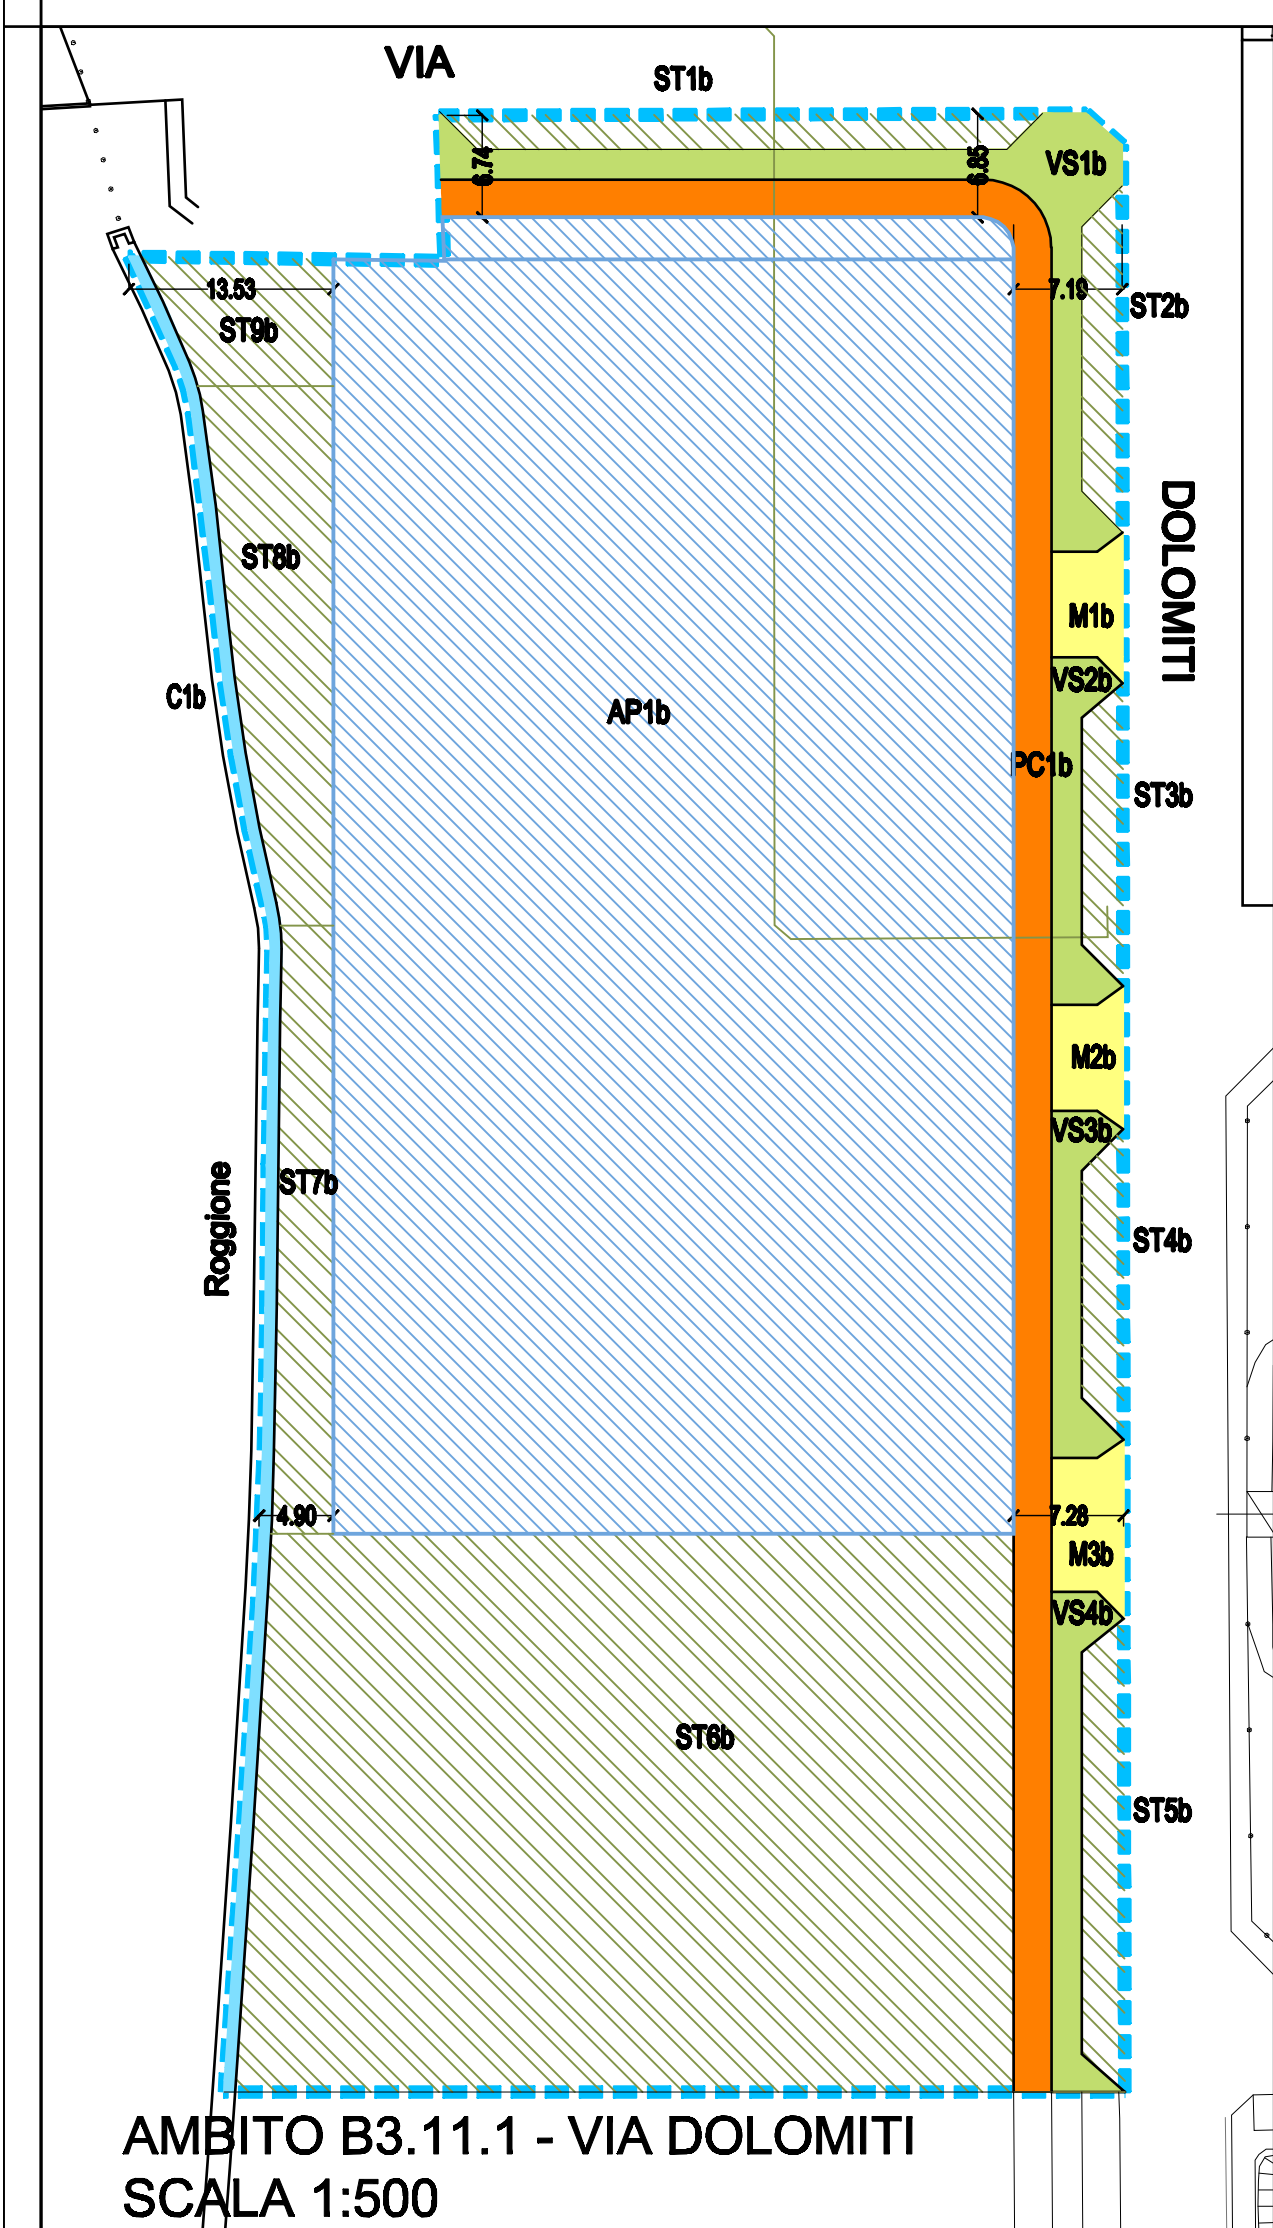 VIA
ST1b
6.74
6.85
VS1b
13.53
7.19
ST2b
ST9b
DOLOMITI
ST8b
M1b
VS2b
C1b
AP1b
PC1b
ST3b
M2b
VS3b
Roggione
ST7b
ST4b
4.90
7.28
M3b
VS4b
ST6b
ST5b
AMBITO B3.11.1 - VIA DOLOMITI
SCALA 1:500